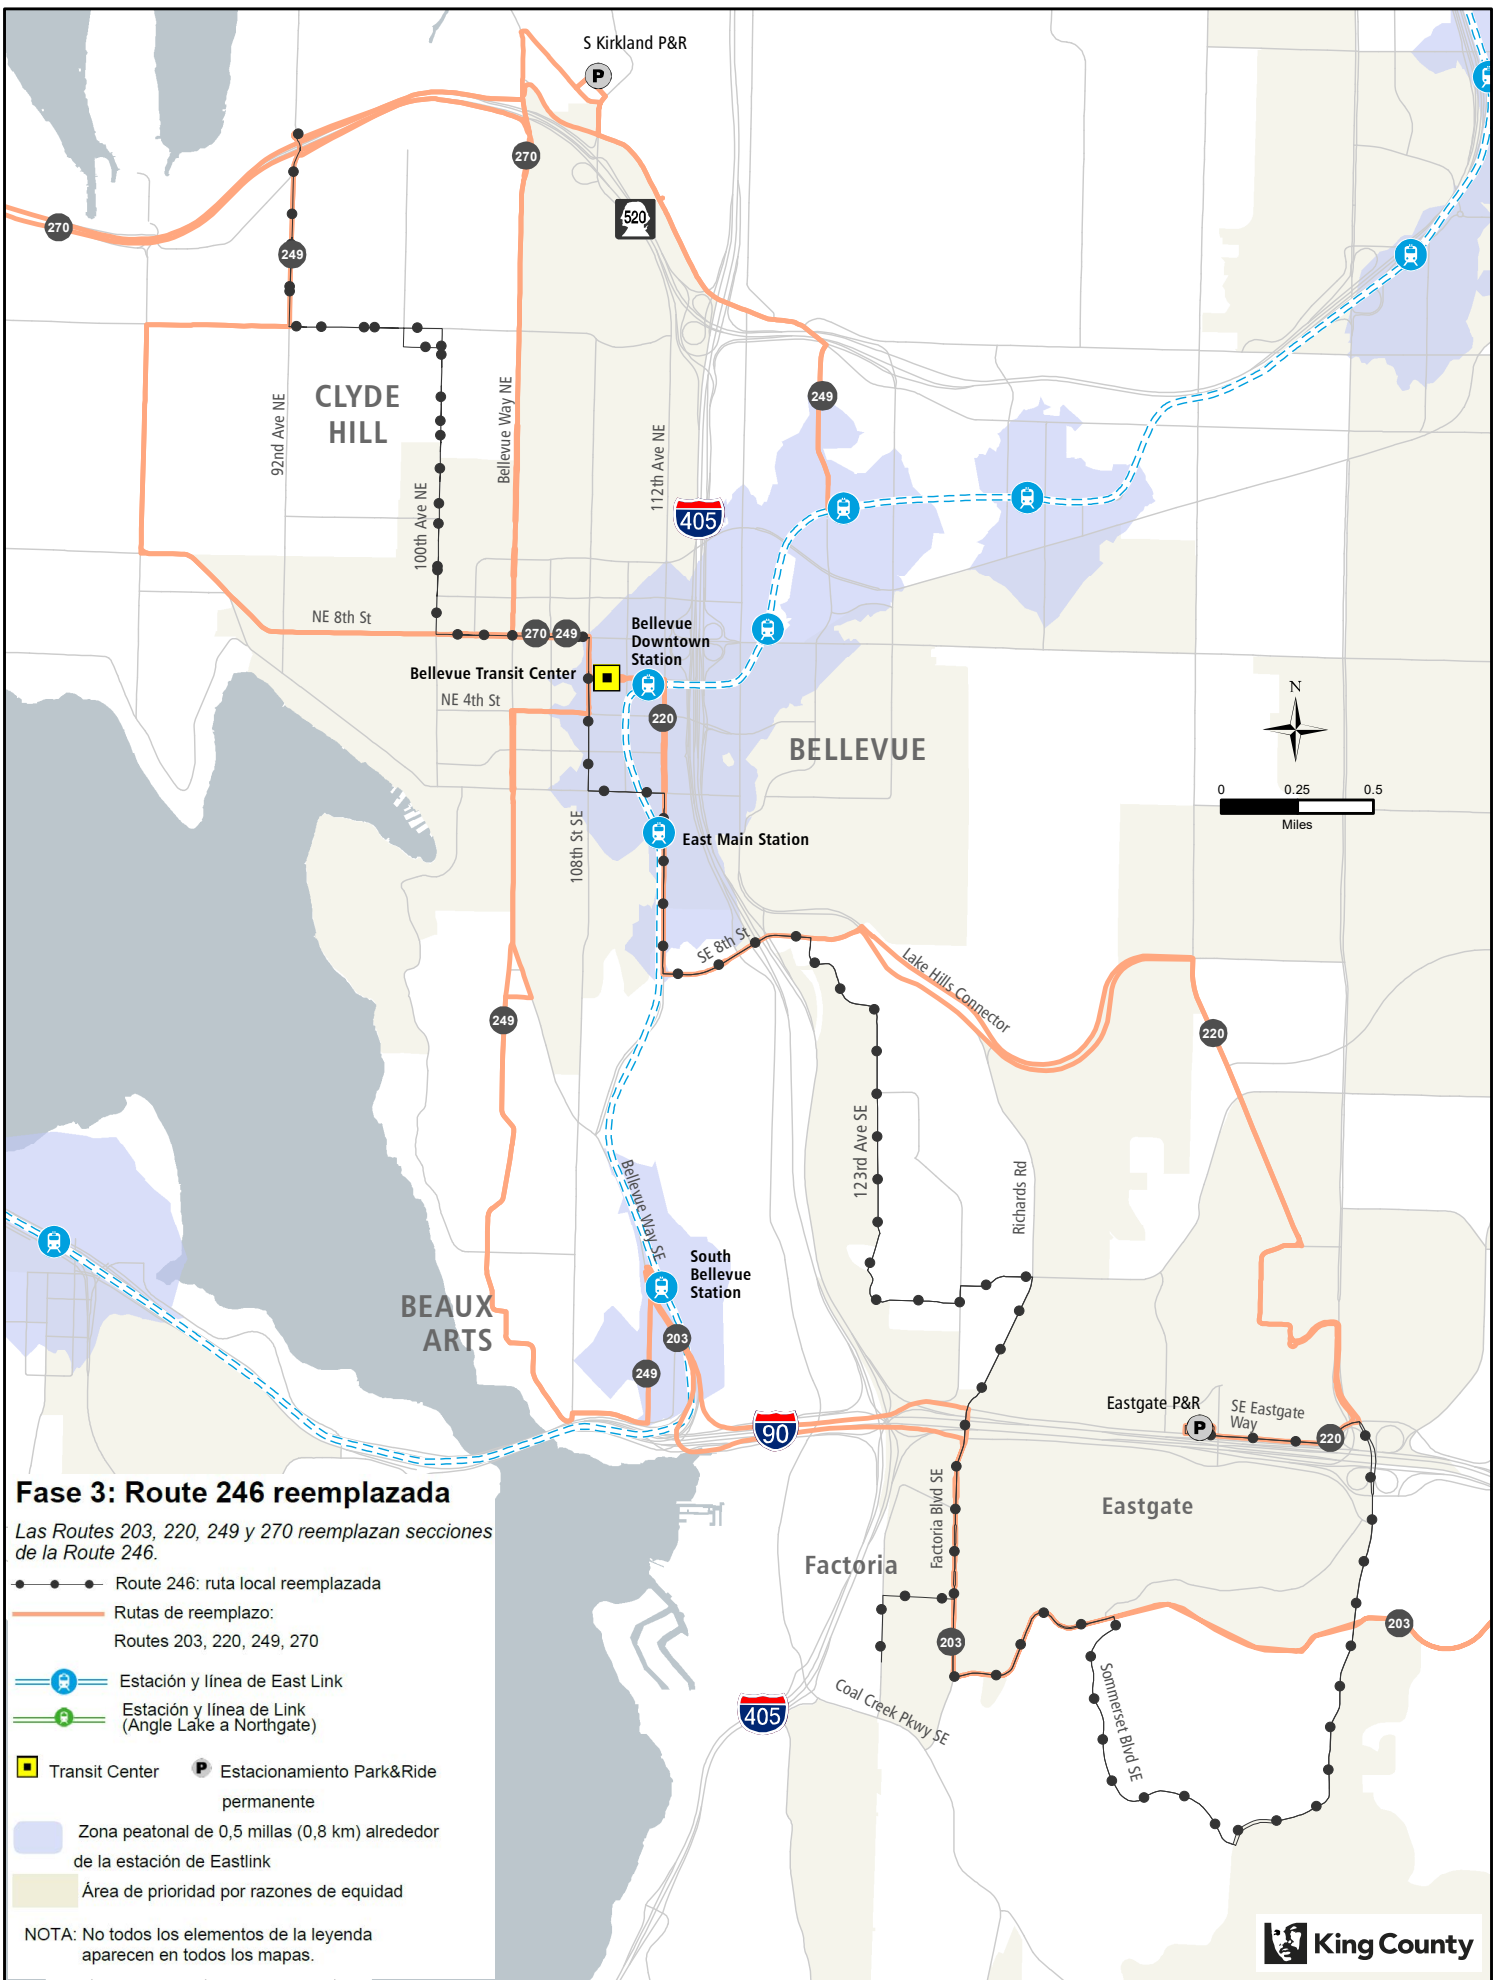 S Kirkland P&R
P
270
520
270
249
249
CLYDE
HILL
92nd Ave NE
Bellevue Way NE
112th Ave NE
100th Ave NE
405
NE 8th St
270
249
Bellevue
Downtown
Station
Bellevue Transit Center
NE 4th St
220
BELLEVUE
N
0 0.25 0.5
Miles
108th St SE
East Main Station
SE 8th St
Lake Hills Connector
249
220
123rd Ave SE
Richards Rd
Bellevue Way SE
South
Bellevue
Station
BEAUX
ARTS
203
249
90
Eastgate P&R
P
SE Eastgate
Way
220
Factoria Blvd SE
Eastgate
Factoria
203
203
Sommerset Blvd SE
Coal Creek Pkwy SE
405
Fase 3: Route 246 reemplazada
Las Routes 203, 220, 249 y 270 reemplazan secciones
de la Route 246.
Route 246: ruta local reemplazada
Rutas de reemplazo:
Routes 203, 220, 249, 270
Estación y línea de East Link
Estación y línea de Link
(Angle Lake a Northgate)
Transit Center
P Estacionamiento Park&Ride
permanente
Zona peatonal de 0,5 millas (0,8 km) alrededor
de la estación de Eastlink
Área de prioridad por razones de equidad
NOTA: No todos los elementos de la leyenda
aparecen en todos los mapas.
King County